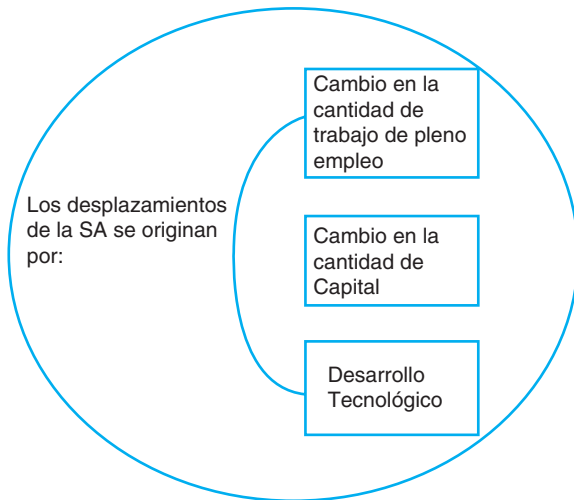 Los desplazamientos
de la SA se originan
por:
Cambio en la
cantidad de
trabajo de pleno
empleo
Cambio en la
cantidad de
Capital
Desarrollo
Tecnológico